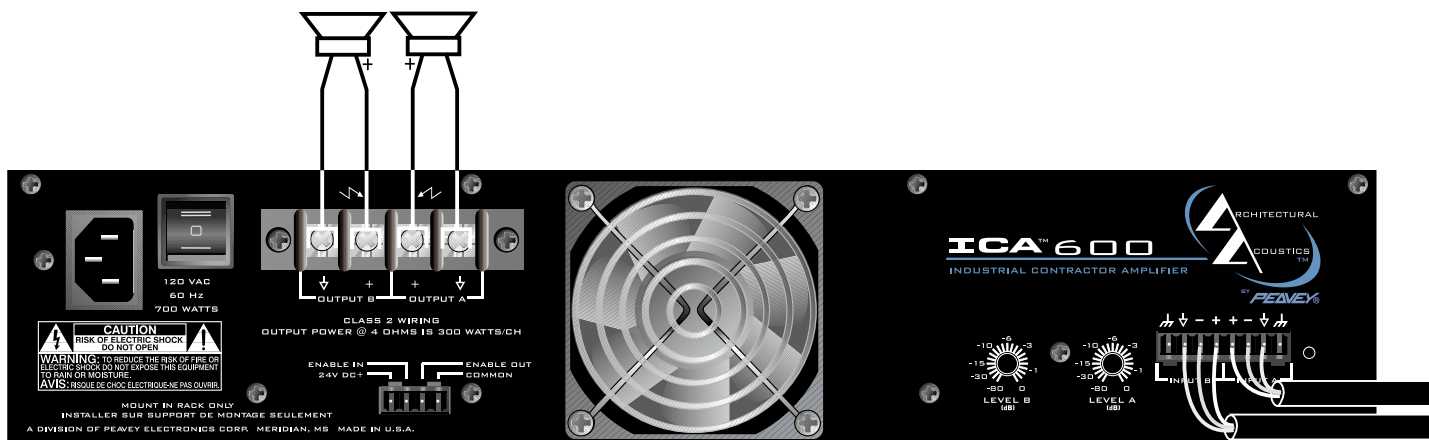 + +
120 VAC
60 Hz
700 WATTS
CAUTION
RISK OF ELECTRIC SHOCK
DO NOT OPEN
WARNING: TO REDUCE THE RISK OF FIRE OR
ELECTRIC SHOCK DO NOT EXPOSE THIS EQUIPMENT
TO RAIN OR MOISTURE.
AVIS: RISQUE DE CHOC ELECTRIQUE-NE PAS OUVRIR.
MOUNT IN RACK ONLY
INSTALLER SUR SUPPORT DE MONTAGE SEULEMENT
A DIVISION OF PEAVEY ELECTRONICS CORP. MERIDIAN, MS MADE IN U.S.A.
+ +
OUTPUT B OUTPUT A
CLASS 2 WIRING
OUTPUT POWER @ 4 OHMS IS 300 WATTS/CH
ENABLE IN ENABLE OUT
24V DC+ COMMON
ICA™ 600
INDUSTRIAL CONTRACTOR AMPLIFIER
ARCHITECTURAL
ACOUSTICS
TM
BY PEAVEY®
-6
-10 -3
-15 -1
-30
-80 0
LEVEL B
(dB)
-6
-10 -3
-15 -1
-30
-80 0
LEVEL A
(dB)
- + + -
INPUT B INPUT A